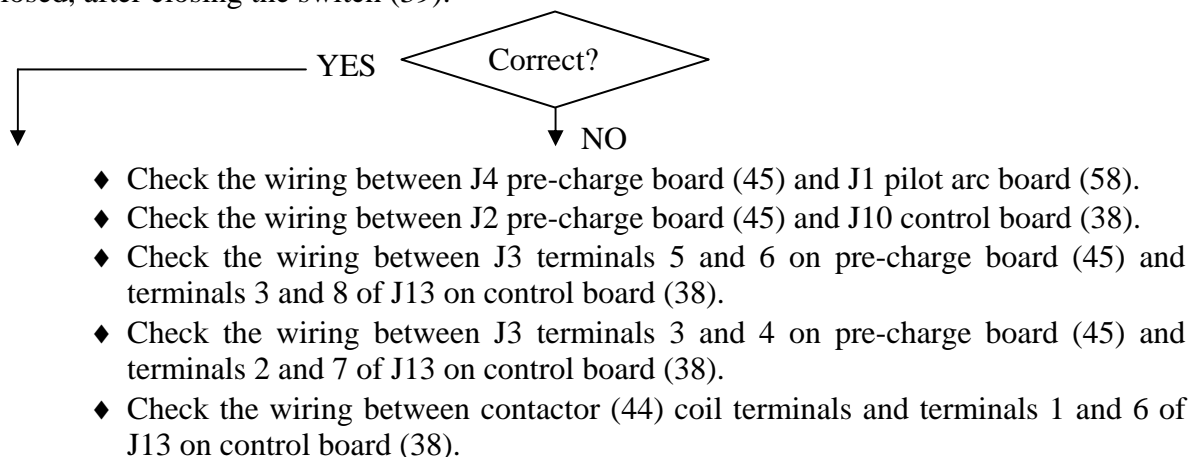 closed, after closing the switch (39).
YES
Correct?
NO
♦ Check the wiring between J4 pre-charge board (45) and J1 pilot arc board (58).
♦ Check the wiring between J2 pre-charge board (45) and J10 control board (38).
♦ Check the wiring between J3 terminals 5 and 6 on pre-charge board (45) and
terminals 3 and 8 of J13 on control board (38).
♦ Check the wiring between J3 terminals 3 and 4 on pre-charge board (45) and
terminals 2 and 7 of J13 on control board (38).
♦ Check the wiring between contactor (44) coil terminals and terminals 1 and 6 of
J13 on control board (38).